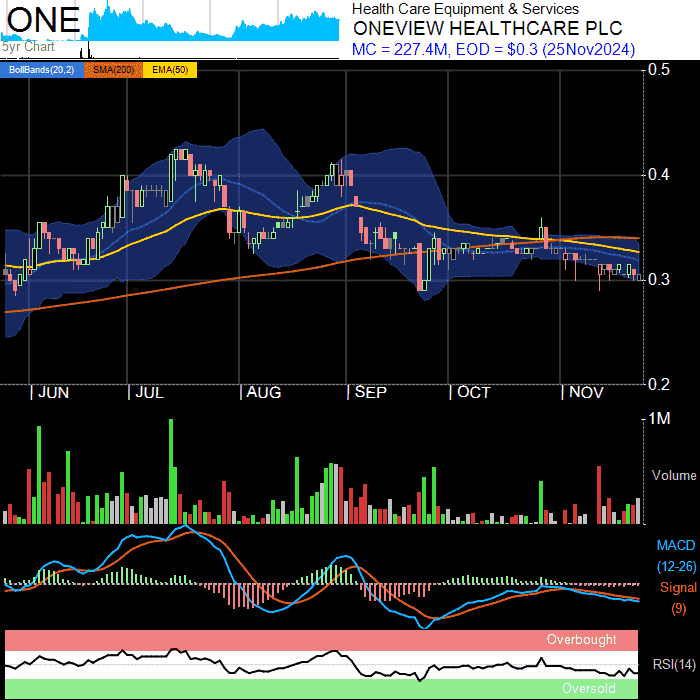 ONE
5yr Chart
Health Care Equipment & Services
ONEVIEW HEALTHCARE PLC
MC = 227.4M, EOD = $0.3 (25Nov2024)
BollBands(20,2) SMA(200) EMA(50)
0.5
0.4
0.3
0.2
JUN JUL AUG SEP OCT NOV
1M
Volume
MACD
(12-26)
Signal
(9)
Overbought
RSI(14)
Oversold